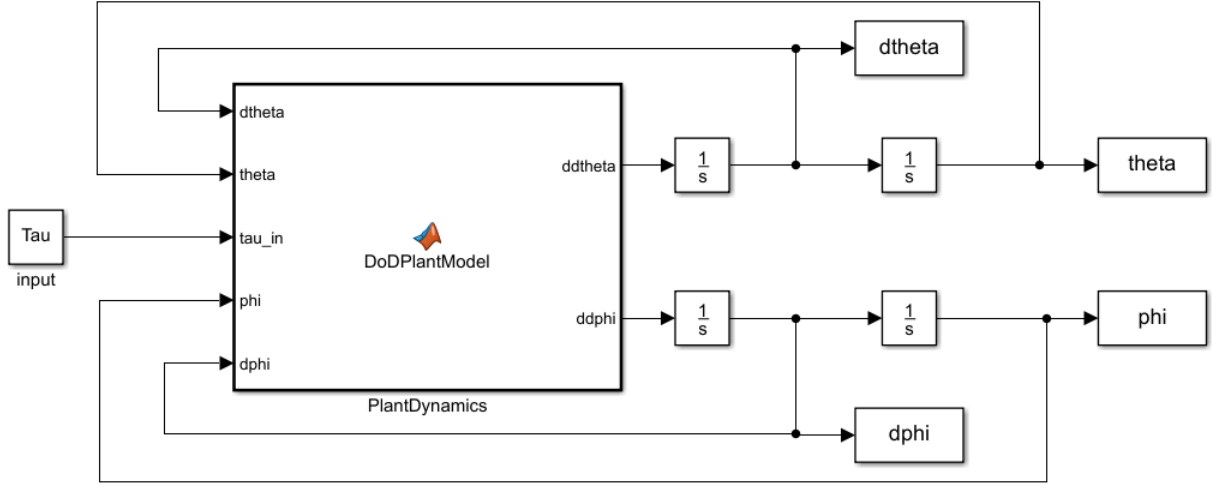 dtheta
dtheta
theta
tau_in
phi
dphi
Tau
input
DoDPlantModel
PlantDynamics
ddtheta
ddphi
1
s
1
s
theta
1
s
1
s
phi
dphi